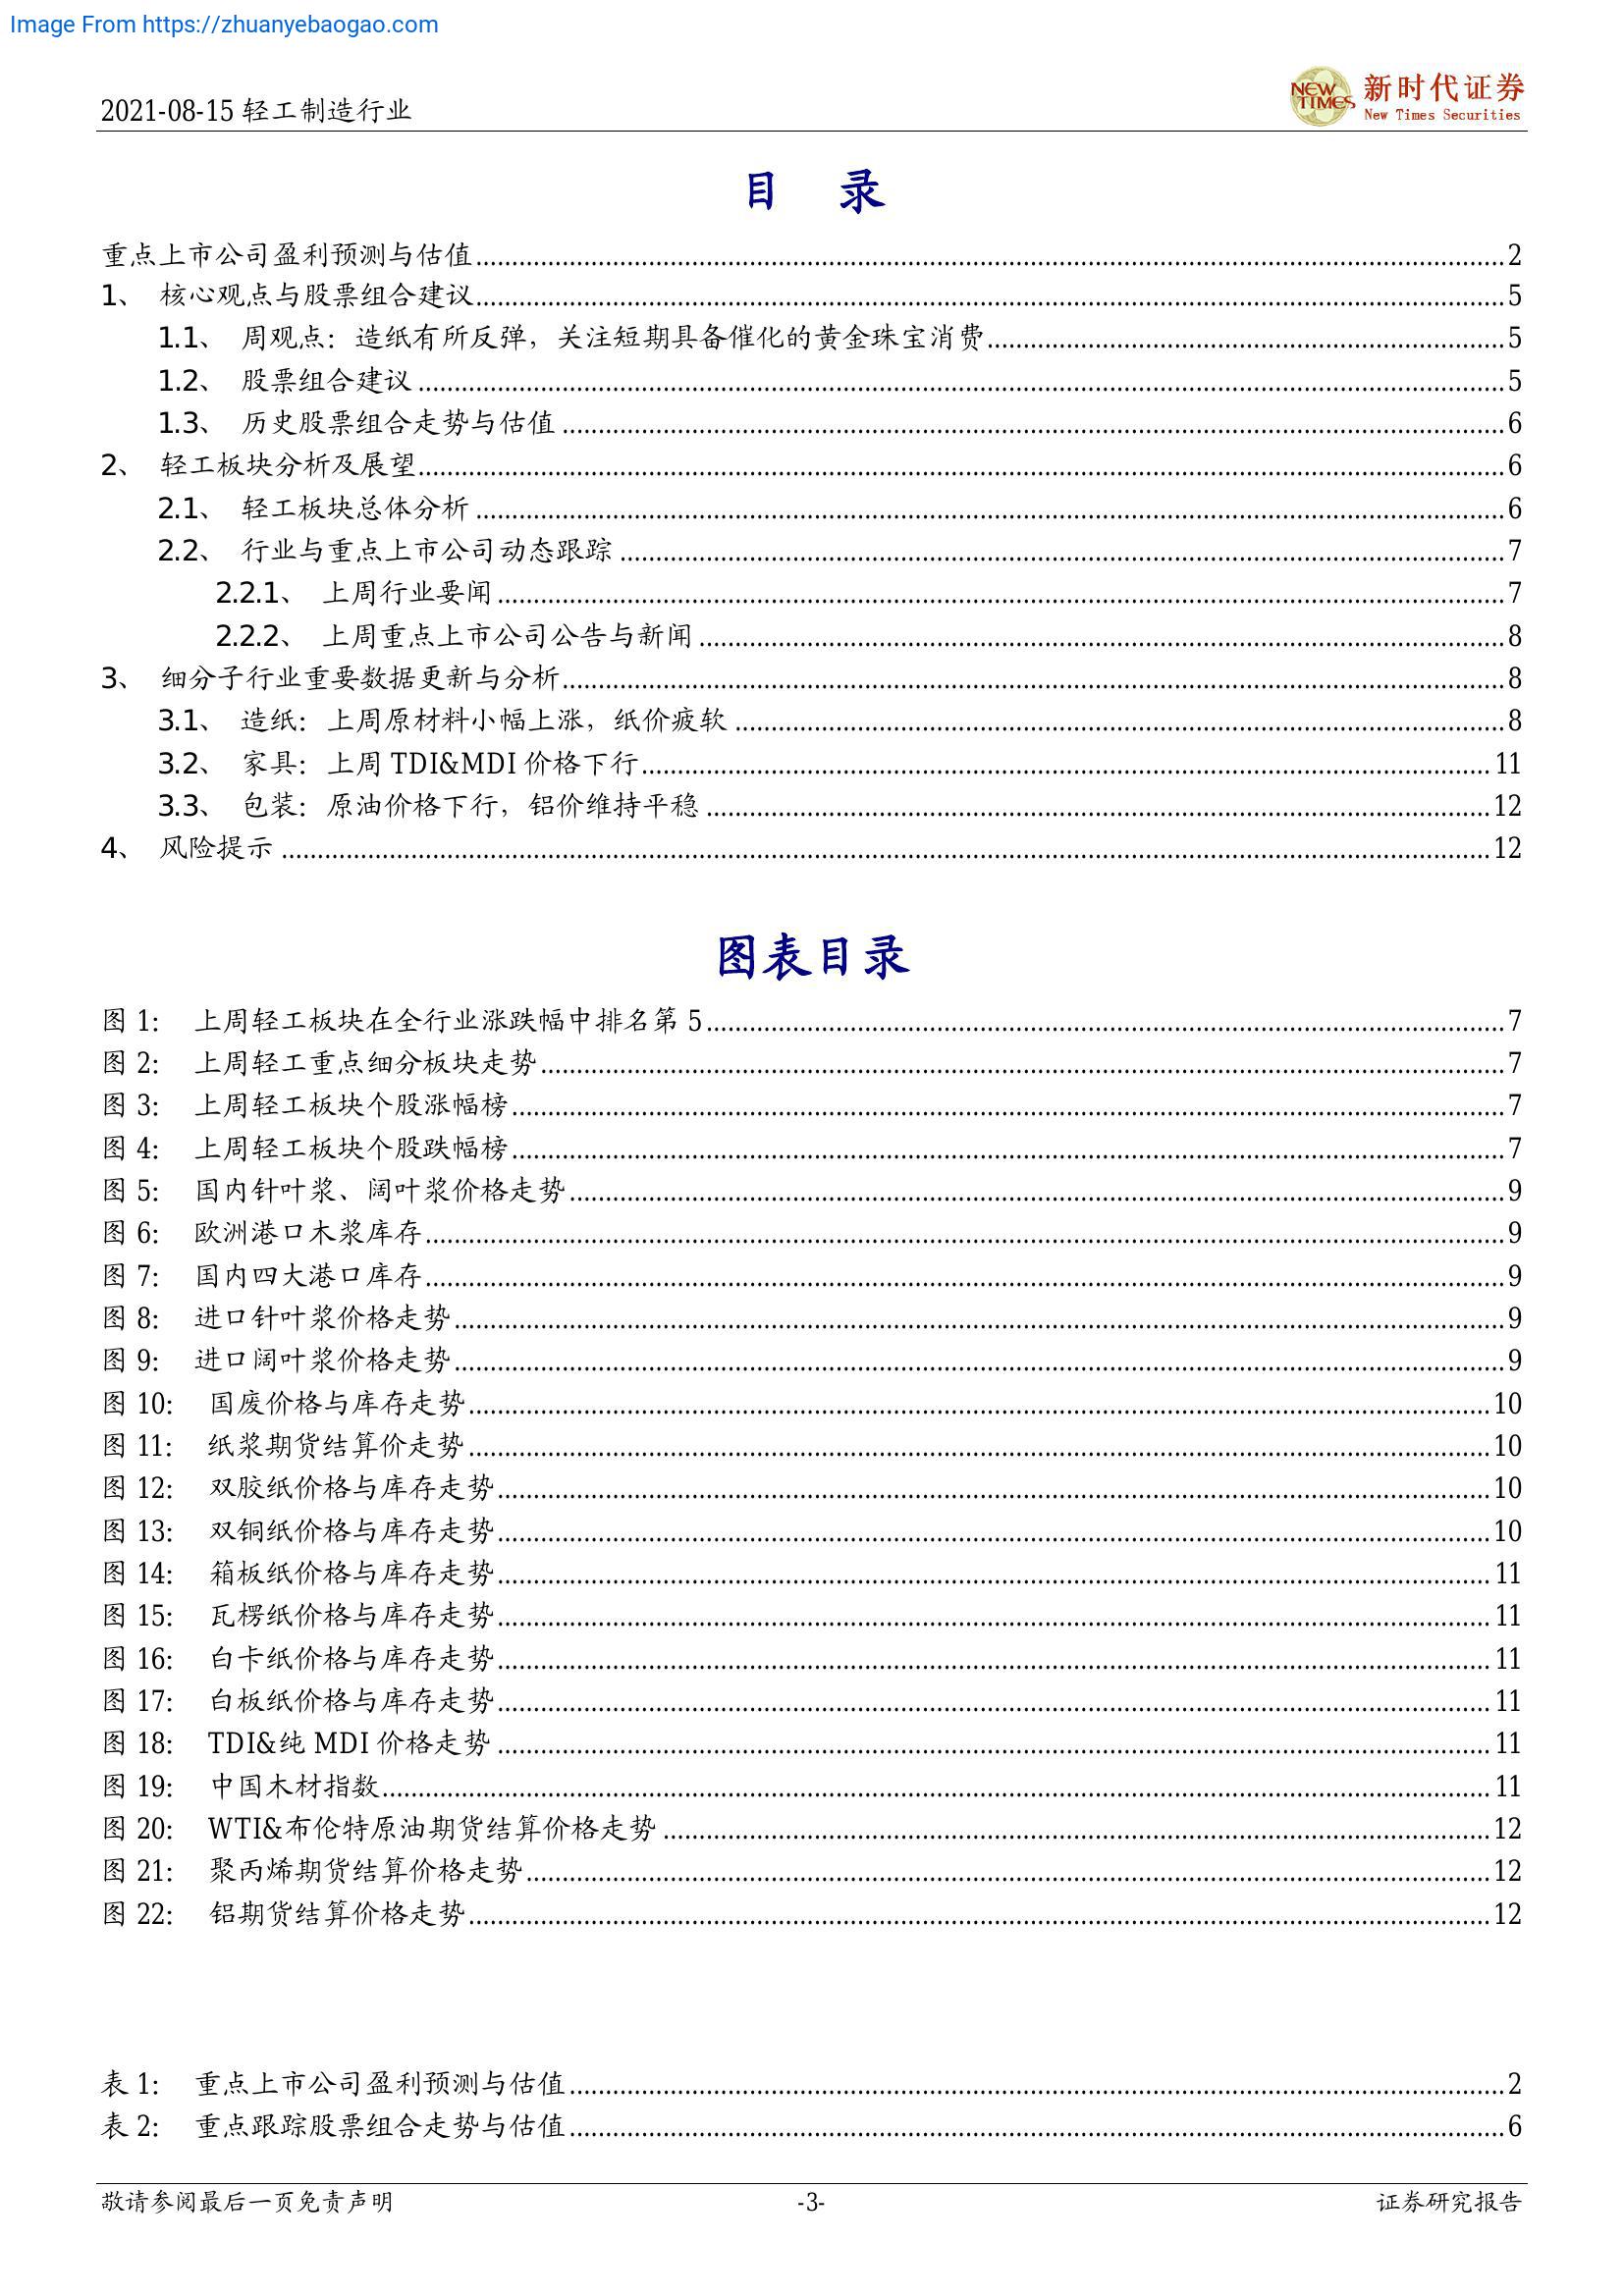 Image From https://zhuanyebaogao.com
2021-08-15 轻工制造行业
NEW TIMES
新时代证券
New Times Securities
目 录
重点上市公司盈利预测与估值 2
1、 核心观点与股票组合建议 5
1.1、 周观点：造纸有所反弹，关注短期具备催化的黄金珠宝消费 5
1.2、 股票组合建议 5
1.3、 历史股票组合走势与估值 6
2、 轻工板块分析及展望 6
2.1、 轻工板块总体分析 6
2.2、 行业与重点上市公司动态跟踪 7
2.2.1、 上周行业要闻 7
2.2.2、 上周重点上市公司公告与新闻 8
3、 细分子行业重要数据更新与分析 8
3.1、 造纸：上周原材料小幅上涨，纸价疲软 8
3.2、 家具：上周 TDI&MDI 价格下行 11
3.3、 包装：原油价格下行，铝价维持平稳 12
4、 风险提示 12
图表目录
图 1: 上周轻工板块在全行业涨跌幅中排名第 5 7
图 2: 上周轻工重点细分板块走势 7
图 3: 上周轻工板块个股涨幅榜 7
图 4: 上周轻工板块个股跌幅榜 7
图 5: 国内针叶浆、阔叶浆价格走势 9
图 6: 欧洲港口木浆库存 9
图 7: 国内四大港口库存 9
图 8: 进口针叶浆价格走势 9
图 9: 进口阔叶浆价格走势 9
图 10: 国废价格与库存走势 10
图 11: 纸浆期货结算价走势 10
图 12: 双胶纸价格与库存走势 10
图 13: 双铜纸价格与库存走势 10
图 14: 箱板纸价格与库存走势 11
图 15: 瓦楞纸价格与库存走势 11
图 16: 白卡纸价格与库存走势 11
图 17: 白板纸价格与库存走势 11
图 18: TDI&纯 MDI 价格走势 11
图 19: 中国木材指数 11
图 20: WTI&布伦特原油期货结算价格走势 12
图 21: 聚丙烯期货结算价格走势 12
图 22: 铝期货结算价格走势 12
表 1: 重点上市公司盈利预测与估值 2
表 2: 重点跟踪股票组合走势与估值 6
敬请参阅最后一页免责声明
-3-
证券研究报告